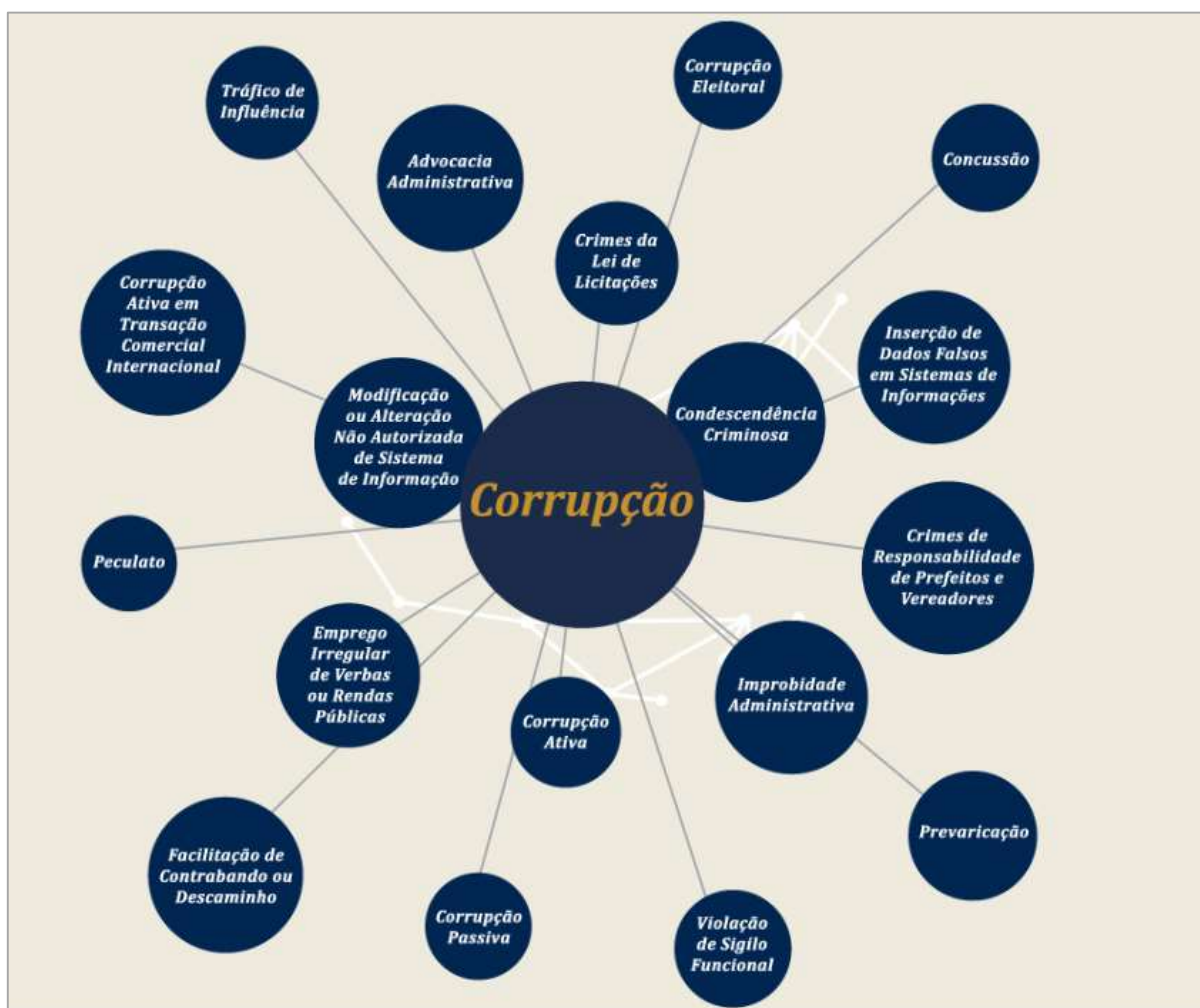 Corrupção
Eleitoral
Tráfico de
Influência
Advocacia
Administrativa
Concussão
Crimes da
Lei de
Licitações
Corrupção
Ativa em
Transação
Comercial
Internacional
Inserção de
Dados Falsos
em Sistemas de
Informações
Modificação
ou Alteração
Não Autorizada
de Sistema
de Informação
Condescendência
Criminosa
Corrupção
Peculato
Crimes de
Responsabilidade
de Prefeitos e
Vereadores
Emprego
Irregular
de Verbas
ou Rendas
Públicas
Improbidade
Administrativa
Corrupção
Ativa
Prevaricação
Facilitação de
Contrabando ou
Descaminho
Corrupção
Passiva
Violação
de Sigilo
Funcional